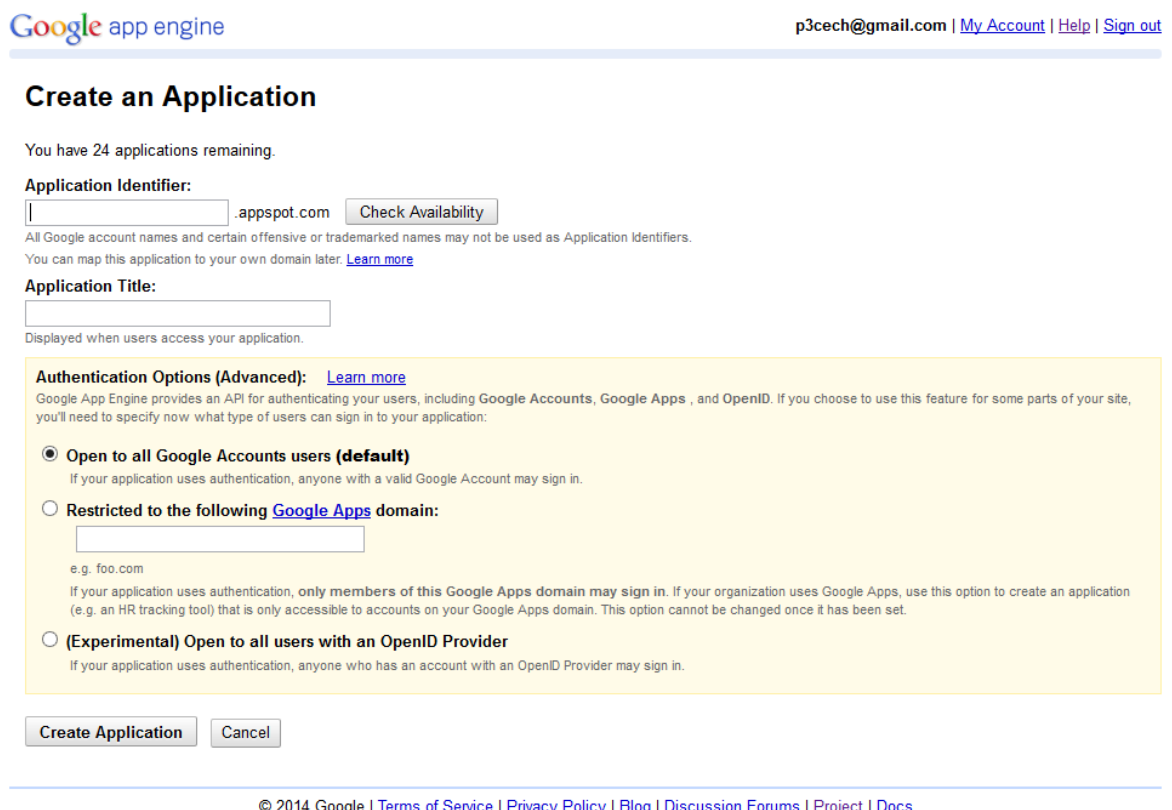 Google app engine
p3cech@gmail.com | My Account | Help | Sign out
Create an Application
You have 24 applications remaining.
Application Identifier:
.appspot.com Check Availability
All Google account names and certain offensive or trademarked names may not be used as Application Identifiers.
You can map this application to your own domain later. Learn more
Application Title:
Displayed when users access your application.
Authentication Options (Advanced): Learn more
Google App Engine provides an API for authenticating your users, including Google Accounts, Google Apps , and OpenID. If you choose to use this feature for some parts of your site,
you'll need to specify now what type of users can sign in to your application:
Open to all Google Accounts users (default)
If your application uses authentication, anyone with a valid Google Account may sign in.
Restricted to the following Google Apps domain:
e.g. foo.com
If your application uses authentication, only members of this Google Apps domain may sign in. If your organization uses Google Apps, use this option to create an application
(e.g. an HR tracking tool) that is only accessible to accounts on your Google Apps domain. This option cannot be changed once it has been set.
(Experimental) Open to all users with an OpenID Provider
If your application uses authentication, anyone who has an account with an OpenID Provider may sign in.
Create Application Cancel
© 2014 Google | Terms of Service | Privacy Policy | Blog | Discussion Forums | Project | Docs